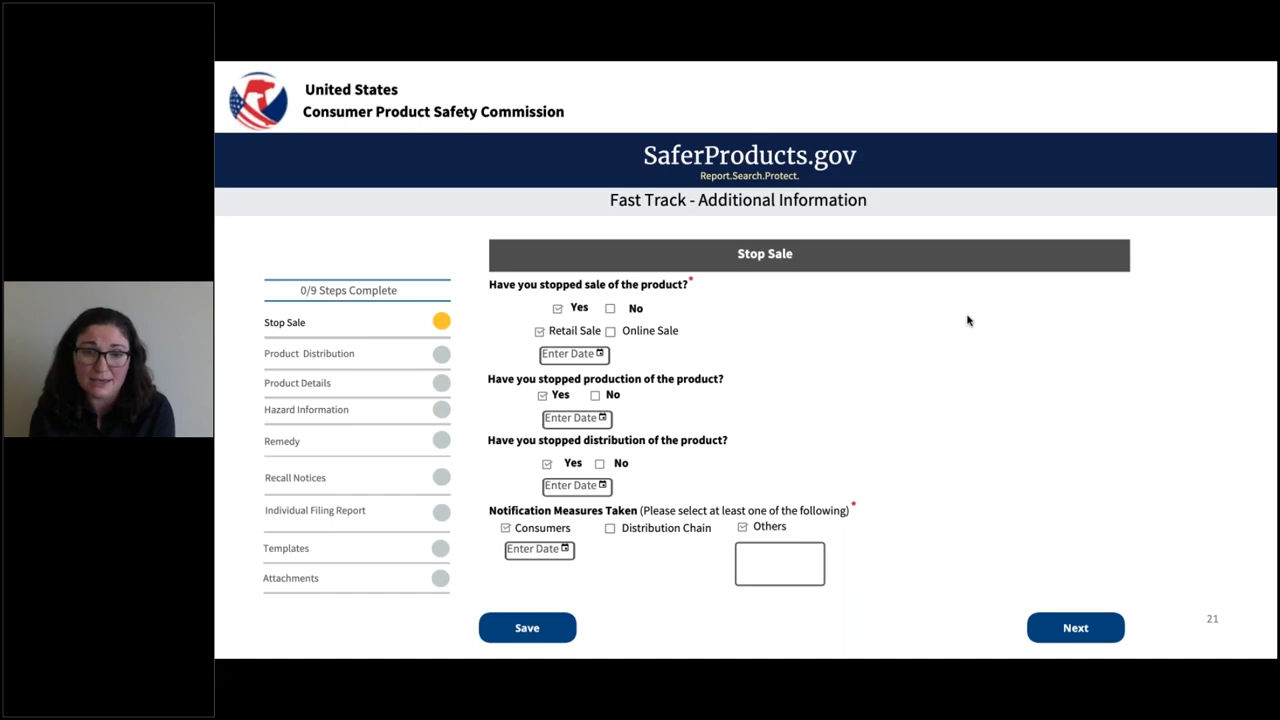 United States
Consumer Product Safety Commission
SaferProducts.gov
Report.Search.Protect.
Fast Track - Additional Information
0/9 Steps Complete
Stop Sale
Product Distribution
Product Details
Hazard Information
Remedy
Recall Notices
Individual Filing Report
Templates
Attachments
Stop Sale
Have you stopped sale of the product?*
Yes No
Retail Sale Online Sale
Enter Date
Have you stopped production of the product?
Yes No
Enter Date
Have you stopped distribution of the product?
Yes No
Enter Date
Notification Measures Taken (Please select at least one of the following)*
Consumers Distribution Chain Others
Enter Date
Save Next
21